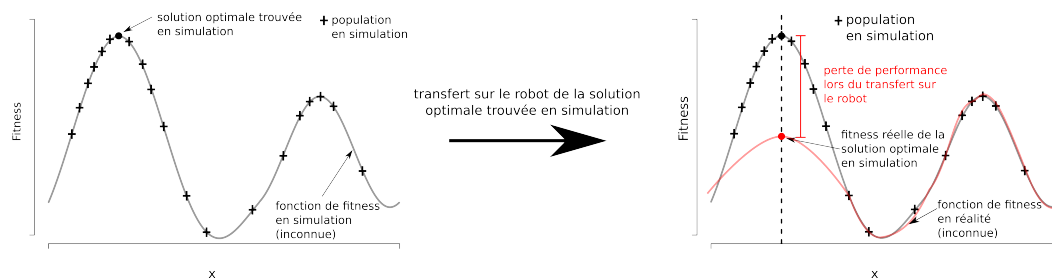 solution optimale trouvée
en simulation
population
en simulation
Fitness
fonction de fitness
en simulation
(inconnue)
x
transfert sur le robot de la solution
optimale trouvée en simulation
population
en simulation
perte de performance
lors du transfert sur
le robot
Fitness
fitness réelle de la
solution optimale
en simulation
fonction de fitness
en réalité
(inconnue)
x